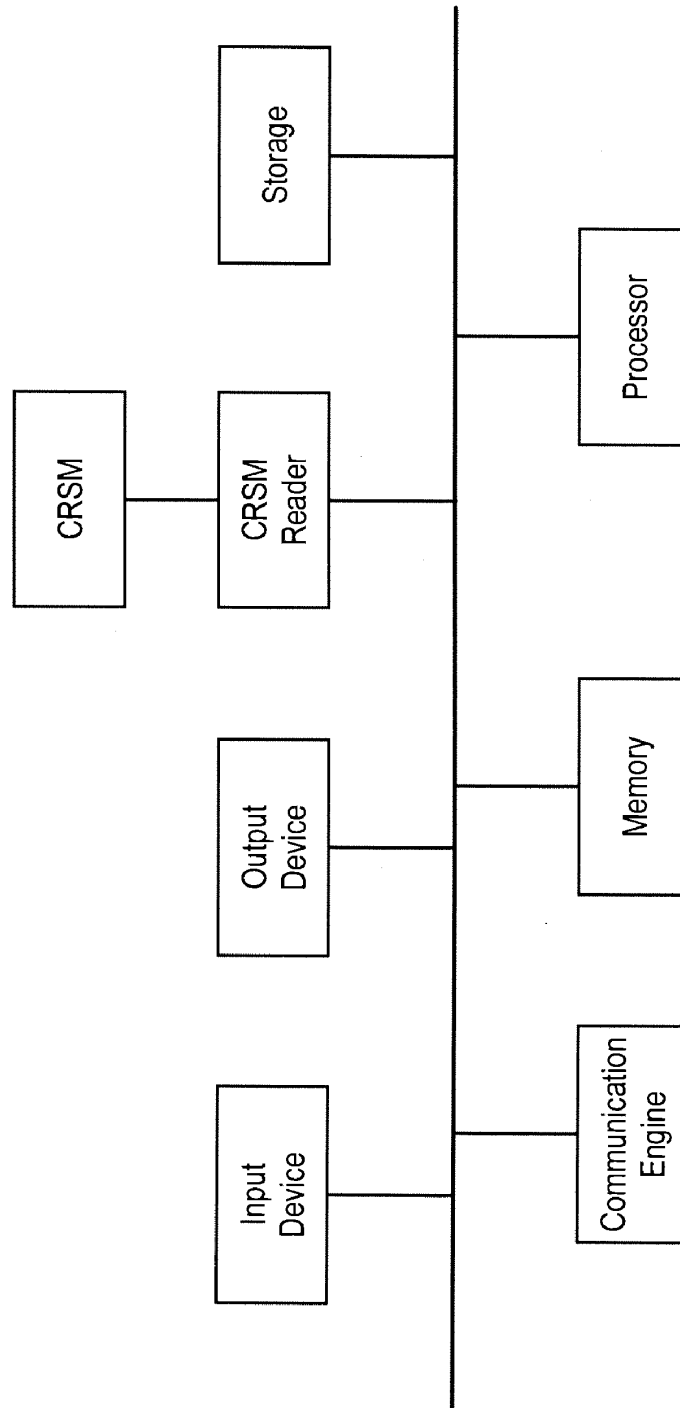 CRSM
Input
Device
Output
Device
CRSM
Reader
Storage
Communication
Engine
Memory
Processor